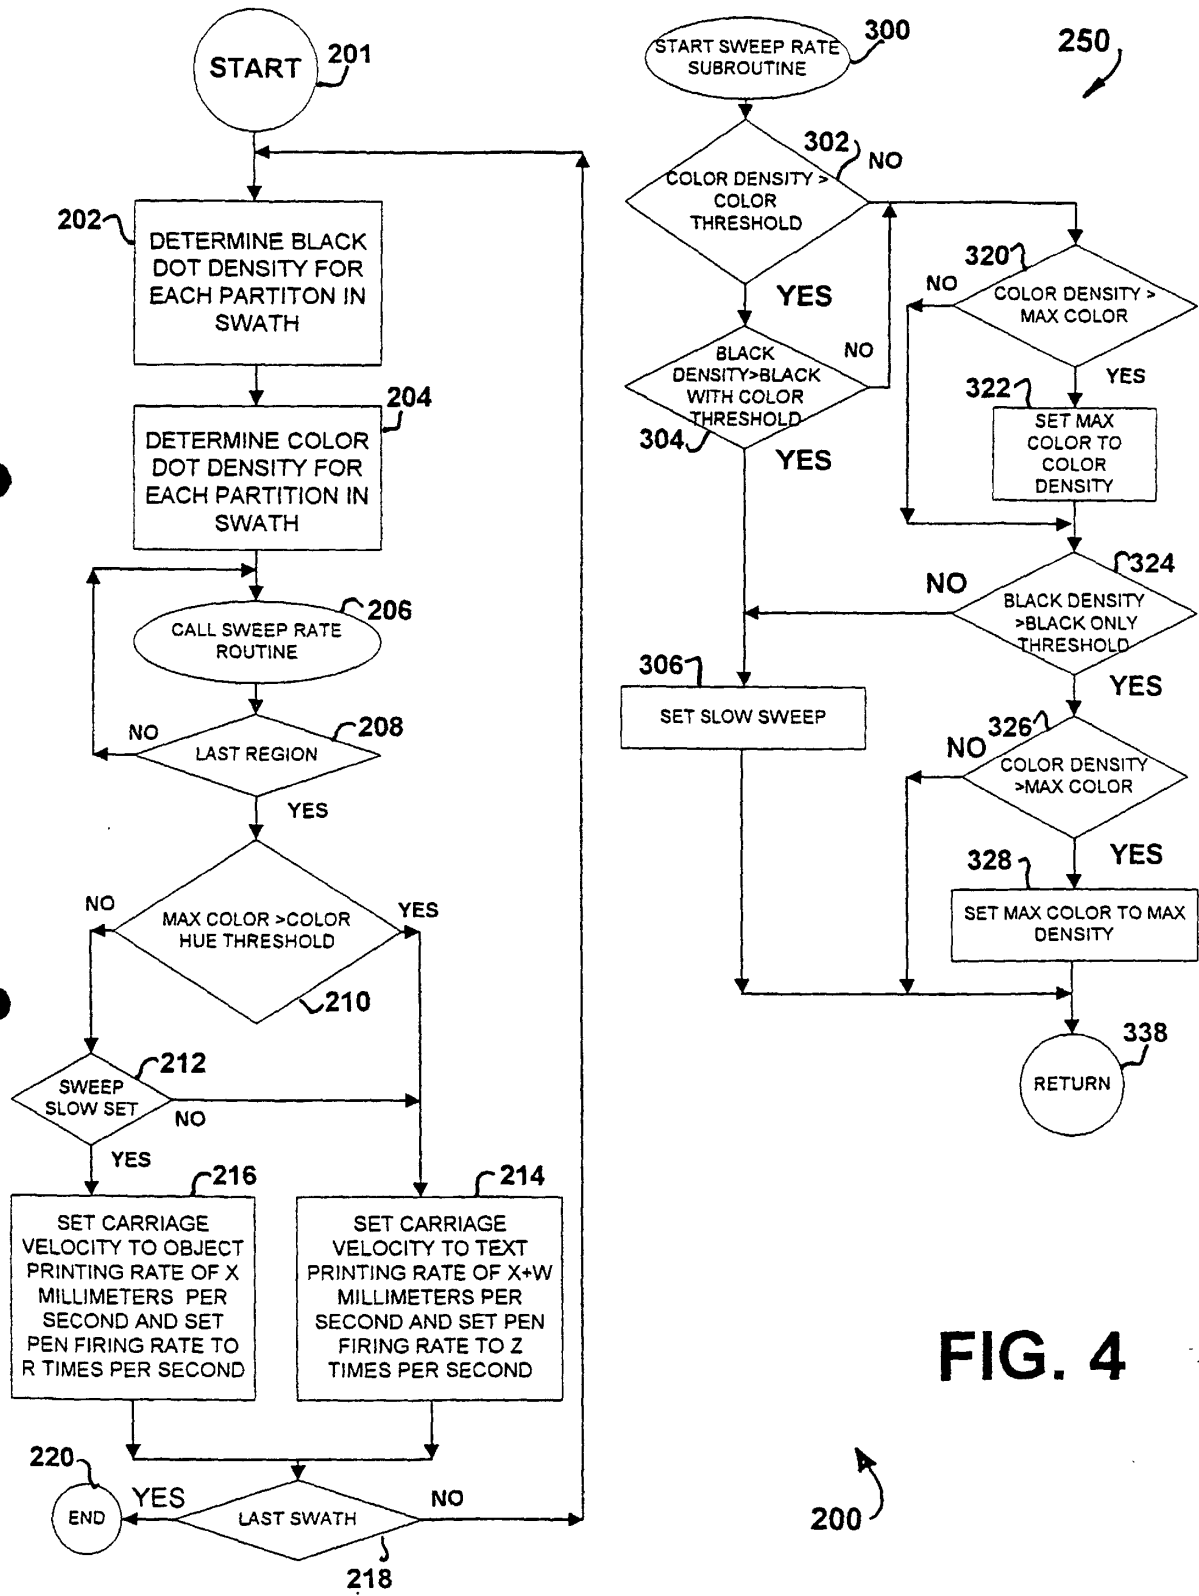 START
201
202
DETERMINE BLACK
DOT DENSITY FOR
EACH PARTITON IN
SWATH
204
DETERMINE COLOR
DOT DENSITY FOR
EACH PARTITION IN
SWATH
206
CALL SWEEP RATE
ROUTINE
208
NO
LAST REGION
YES
NO
YES
MAX COLOR >COLOR
HUE THRESHOLD
210
212
SWEEP
SLOW SET
NO
YES
216
SET CARRIAGE
VELOCITY TO OBJECT
PRINTING RATE OF X
MILLIMETERS PER
SECOND AND SET
PEN FIRING RATE TO
R TIMES PER SECOND
214
SET CARRIAGE
VELOCITY TO TEXT
PRINTING RATE OF X+W
MILLIMETERS PER
SECOND AND SET PEN
FIRING RATE TO Z
TIMES PER SECOND
220
END
YES
LAST SWATH
NO
218
300
START SWEEP RATE
SUBROUTINE
250
302
NO
COLOR DENSITY >
COLOR
THRESHOLD
YES
BLACK
DENSITY>BLACK
WITH COLOR
THRESHOLD
NO
304
YES
320
NO
COLOR DENSITY >
MAX COLOR
YES
322
SET MAX
COLOR TO
COLOR
DENSITY
324
NO
BLACK DENSITY
>BLACK ONLY
THRESHOLD
YES
306
SET SLOW SWEEP
326
NO
COLOR DENSITY
>MAX COLOR
YES
328
SET MAX COLOR TO MAX
DENSITY
338
RETURN
FIG. 4
200